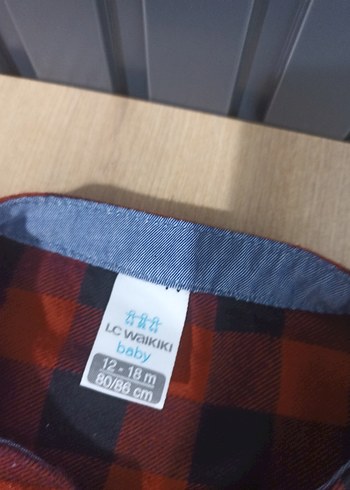 LC WAIKIKI
baby
12 - 18 m
80/86 cm